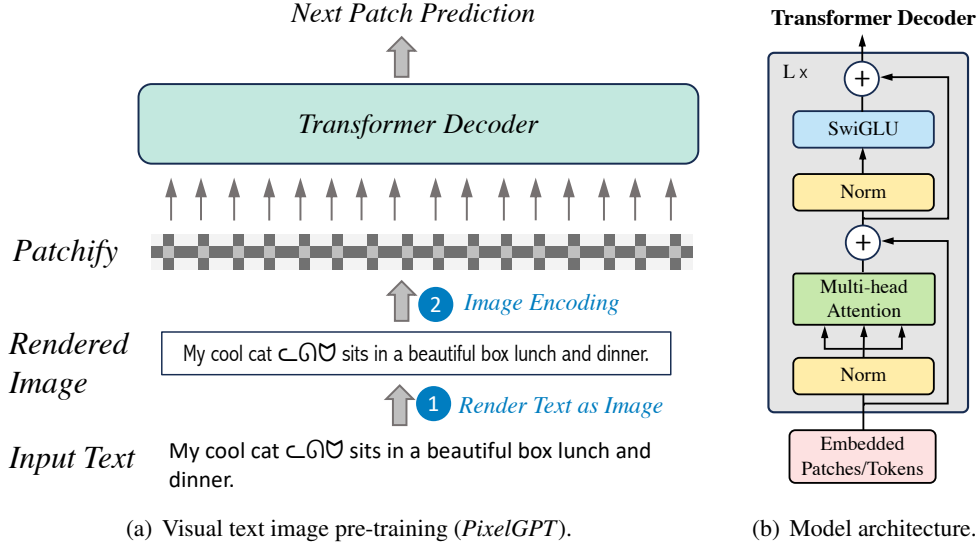 Next Patch Prediction
Transformer Decoder
Patchify
2 Image Encoding
Rendered
Image
My cool cat ᓚᘏᗢ sits in a beautiful box lunch and dinner.
1 Render Text as Image
Input Text
My cool cat ᓚᘏᗢ sits in a beautiful box lunch and
dinner.
(a) Visual text image pre-training (PixelGPT).
Transformer Decoder
L x
+
SwiGLU
Norm
+
Multi-head
Attention
Norm
Embedded
Patches/Tokens
(b) Model architecture.